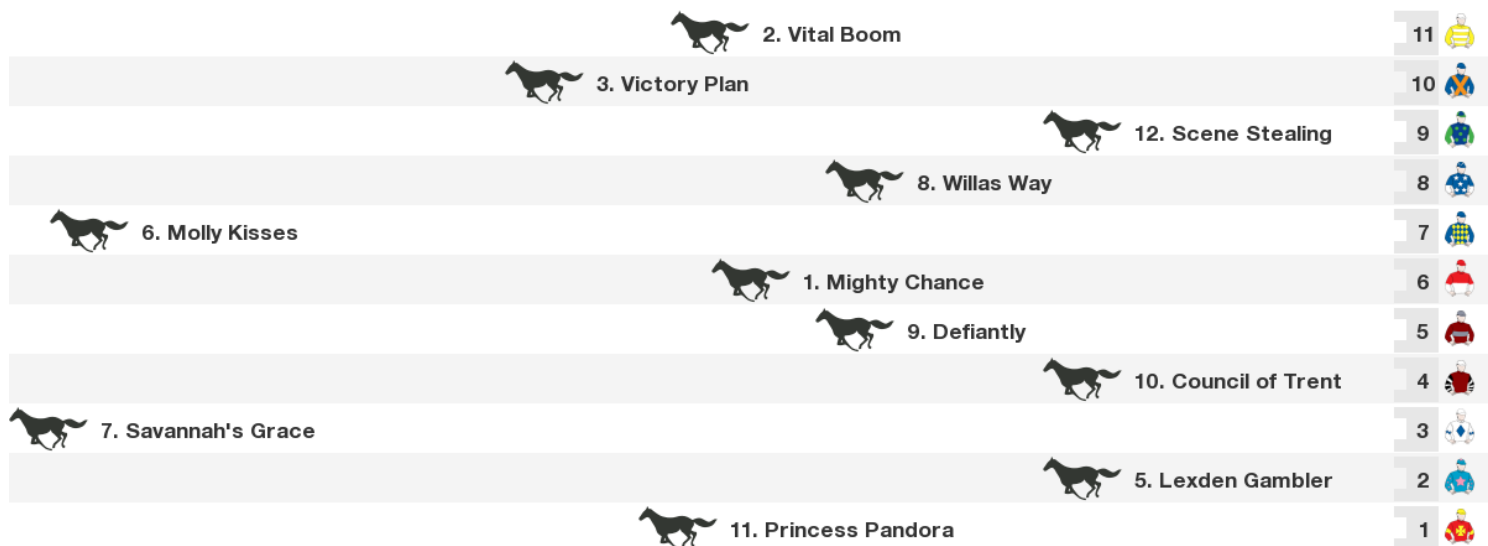 2. Vital Boom 11
3. Victory Plan 10
12. Scene Stealing 9
8. Willas Way 8
6. Molly Kisses 7
1. Mighty Chance 6
9. Defiantly 5
10. Council of Trent 4
7. Savannah's Grace 3
5. Lexden Gambler 2
11. Princess Pandora 1